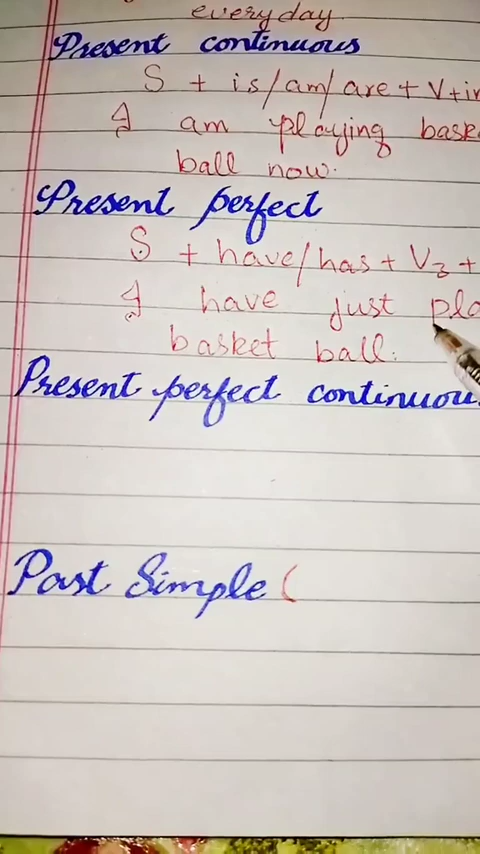 everyday
Present continuous
S + is/am/are + V+in
I am playing bask
ball now.
Present perfect
S + have/has + V3 +
I have just pla
basket ball.
Present perfect continuou
Past Simple (